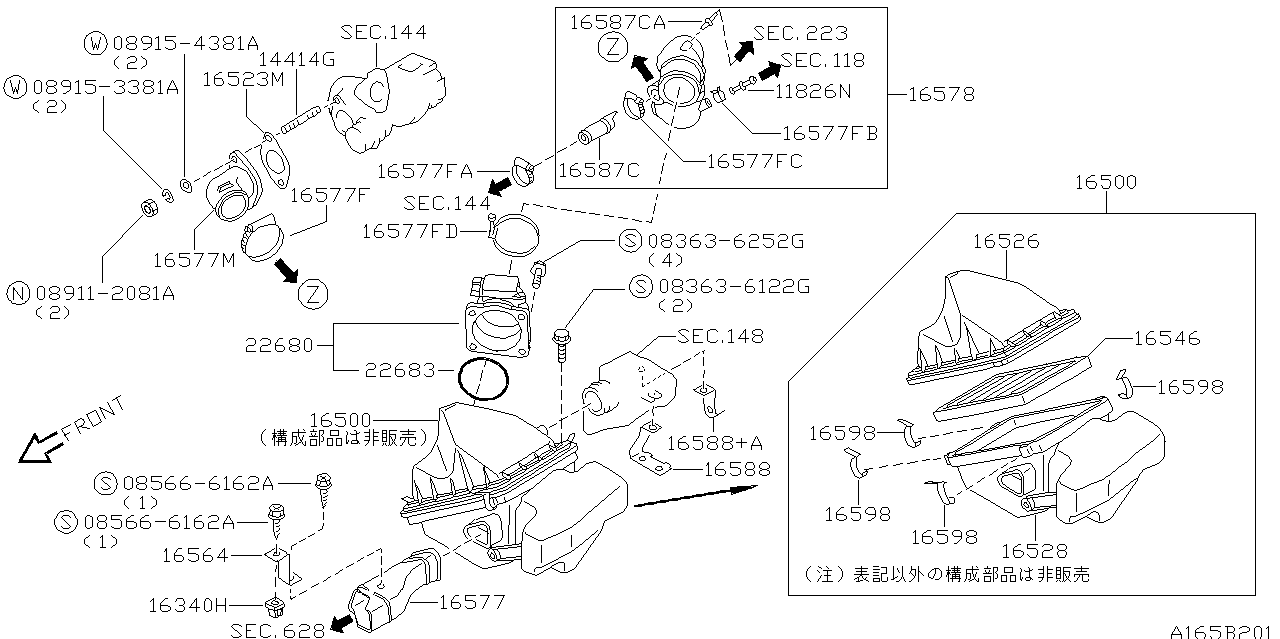 SEC.144
16587CA
SEC.223
W 08915-4381A
(2)
Z
14414G
SEC.118
W 08915-3381A
(2)
16523M
11826N
16578
16577FB
16577FC
16587C
16577FA
16577F
SEC.144
16500
16577FD
S 08363-6252G
(4)
16526
16577M
N 08911-2081A
(2)
Z
S 08363-6122G
(2)
22680
SEC.148
16546
22683
16598
FRONT
16500
(構成部品は非販売)
16588+A
16598
16588
S 08566-6162A
(1)
16598
S 08566-6162A
(1)
16598
16528
16564
(注) 表記以外の構成部品は非販売
16340H
16577
SEC.628
A165B201